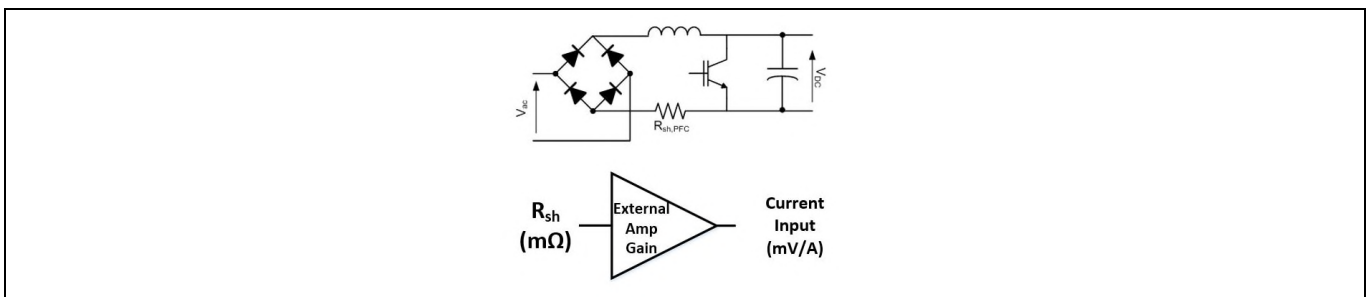 Vac
VDC
Rsh,PFC
Rsh
(mΩ)
External
Amp
Gain
Current
Input
(mV/A)